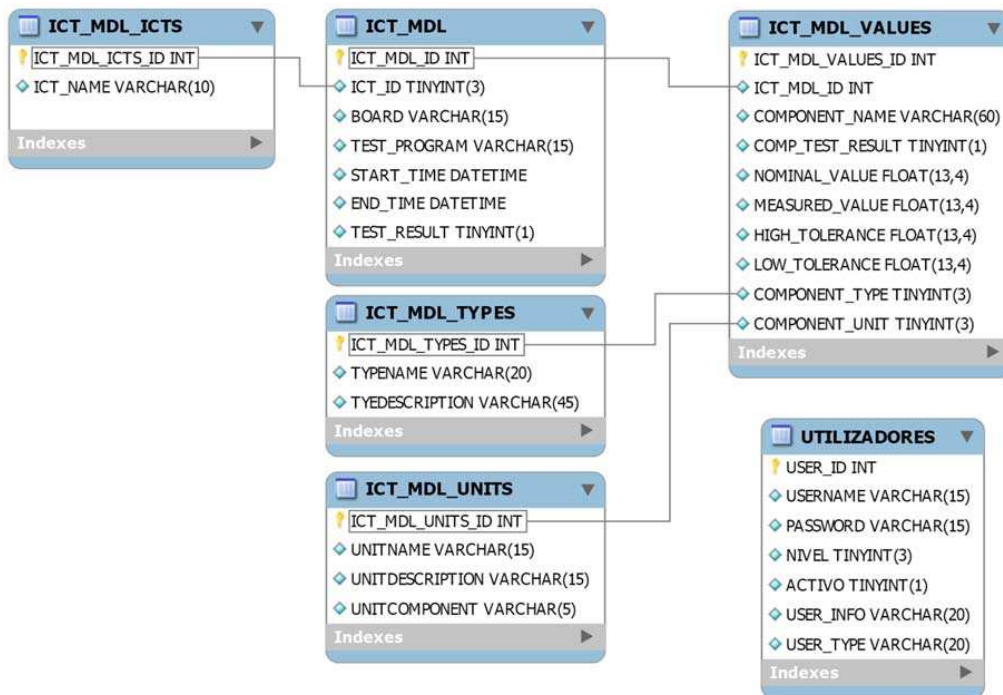 ICT_MDL_ICTS
ICT_MDL_ICTS_ID INT
ICT_NAME VARCHAR(10)
Indexes
ICT_MDL
ICT_MDL_ID INT
ICT_ID TINYINT(3)
BOARD VARCHAR(15)
TEST_PROGRAM VARCHAR(15)
START_TIME DATETIME
END_TIME DATETIME
TEST_RESULT TINYINT(1)
Indexes
ICT_MDL_TYPES
ICT_MDL_TYPES_ID INT
TYPENAME VARCHAR(20)
TYEDESCRIPTION VARCHAR(45)
Indexes
ICT_MDL_UNITS
ICT_MDL_UNITS_ID INT
UNITNAME VARCHAR(15)
UNITDESCRIPTION VARCHAR(15)
UNITCOMPONENT VARCHAR(5)
Indexes
ICT_MDL_VALUES
ICT_MDL_VALUES_ID INT
ICT_MDL_ID INT
COMPONENT_NAME VARCHAR(60)
COMP_TEST_RESULT TINYINT(1)
NOMINAL_VALUE FLOAT(13,4)
MEASURED_VALUE FLOAT(13,4)
HIGH_TOLERANCE FLOAT(13,4)
LOW_TOLERANCE FLOAT(13,4)
COMPONENT_TYPE TINYINT(3)
COMPONENT_UNIT TINYINT(3)
Indexes
UTILIZADORES
USER_ID INT
USERNAME VARCHAR(15)
PASSWORD VARCHAR(15)
NIVEL TINYINT(3)
ACTIVO TINYINT(1)
USER_INFO VARCHAR(20)
USER_TYPE VARCHAR(20)
Indexes